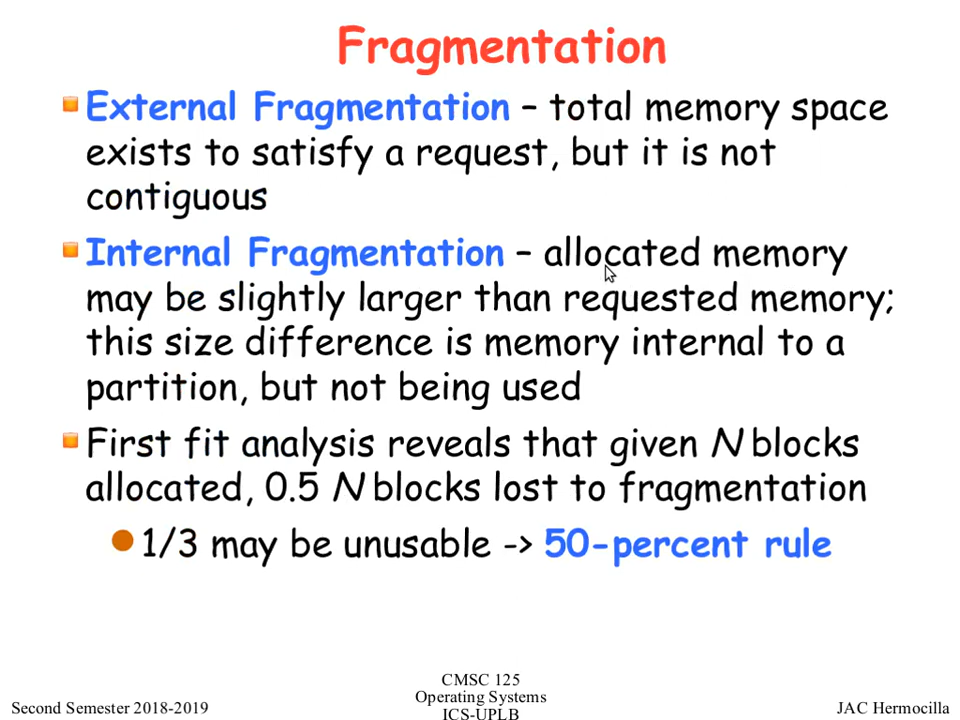 Fragmentation
External Fragmentation – total memory space
exists to satisfy a request, but it is not
contiguous
Internal Fragmentation – allocated memory
may be slightly larger than requested memory;
this size difference is memory internal to a
partition, but not being used
First fit analysis reveals that given N blocks
allocated, 0.5 N blocks lost to fragmentation
1/3 may be unusable -> 50-percent rule
Second Semester 2018-2019
CMSC 125
Operating Systems
ICS-UPLB
JAC Hermocilla